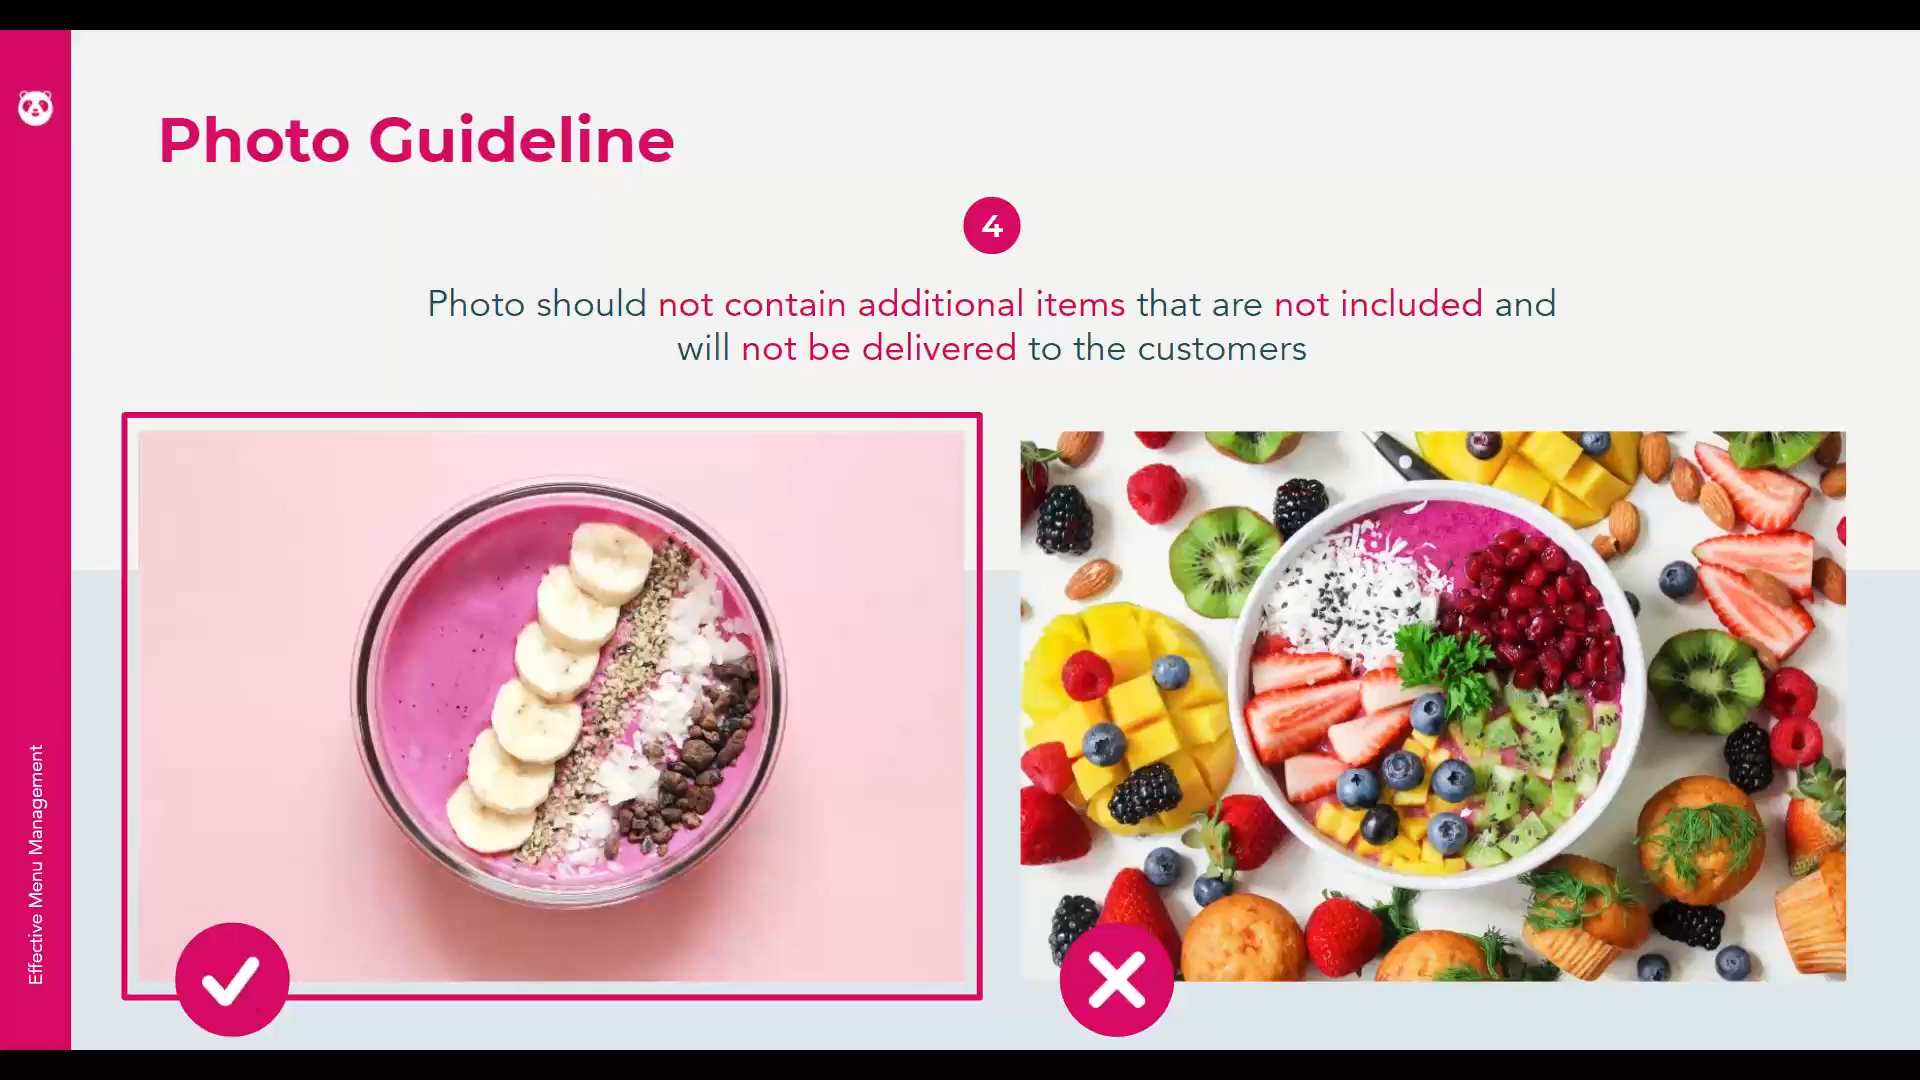 Photo Guideline
4
Photo should not contain additional items that are not included and
will not be delivered to the customers
Effective Menu Management